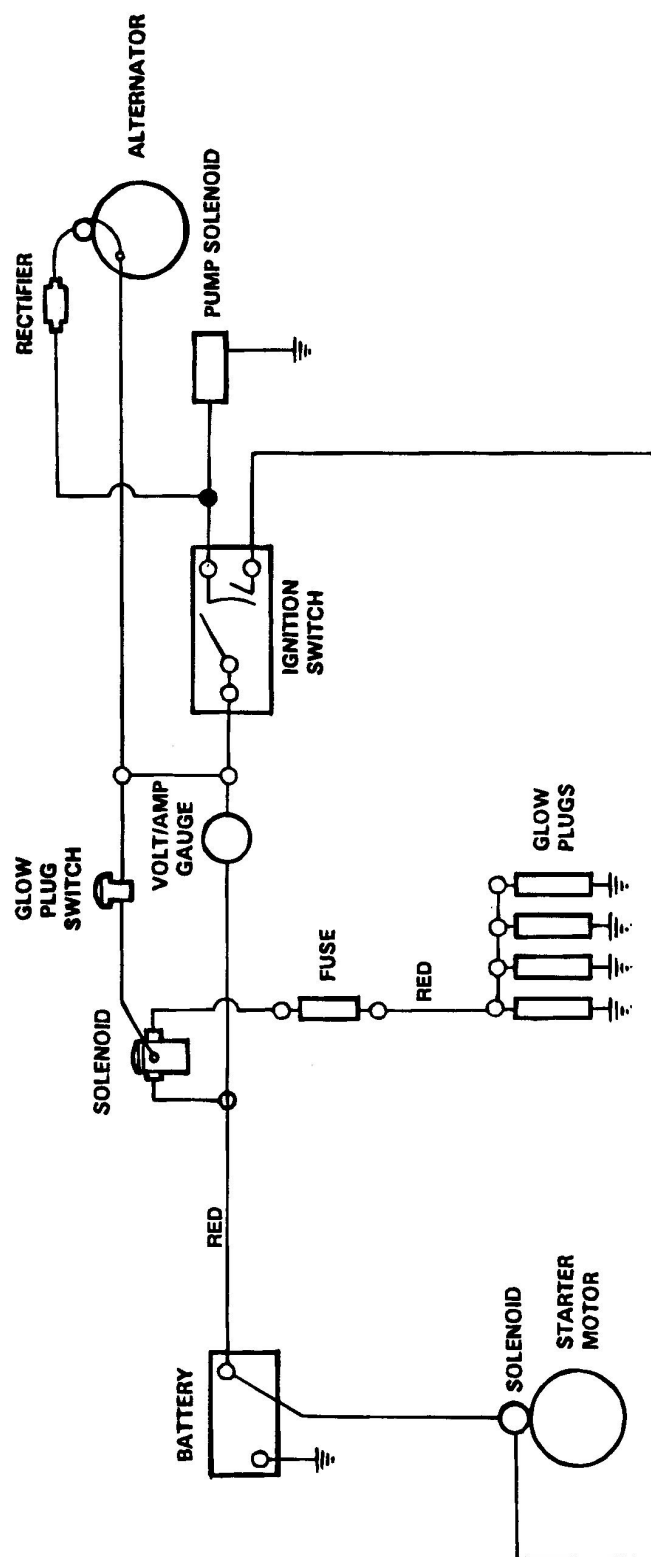 ALTERNATOR
RECTIFIER
PUMP SOLENOID
IGNITION
SWITCH
GLOW
PLUG
SWITCH
VOLT/AMP
GAUGE
GLOW
PLUGS
FUSE
RED
SOLENOID
RED
BATTERY
SOLENOID
STARTER
MOTOR